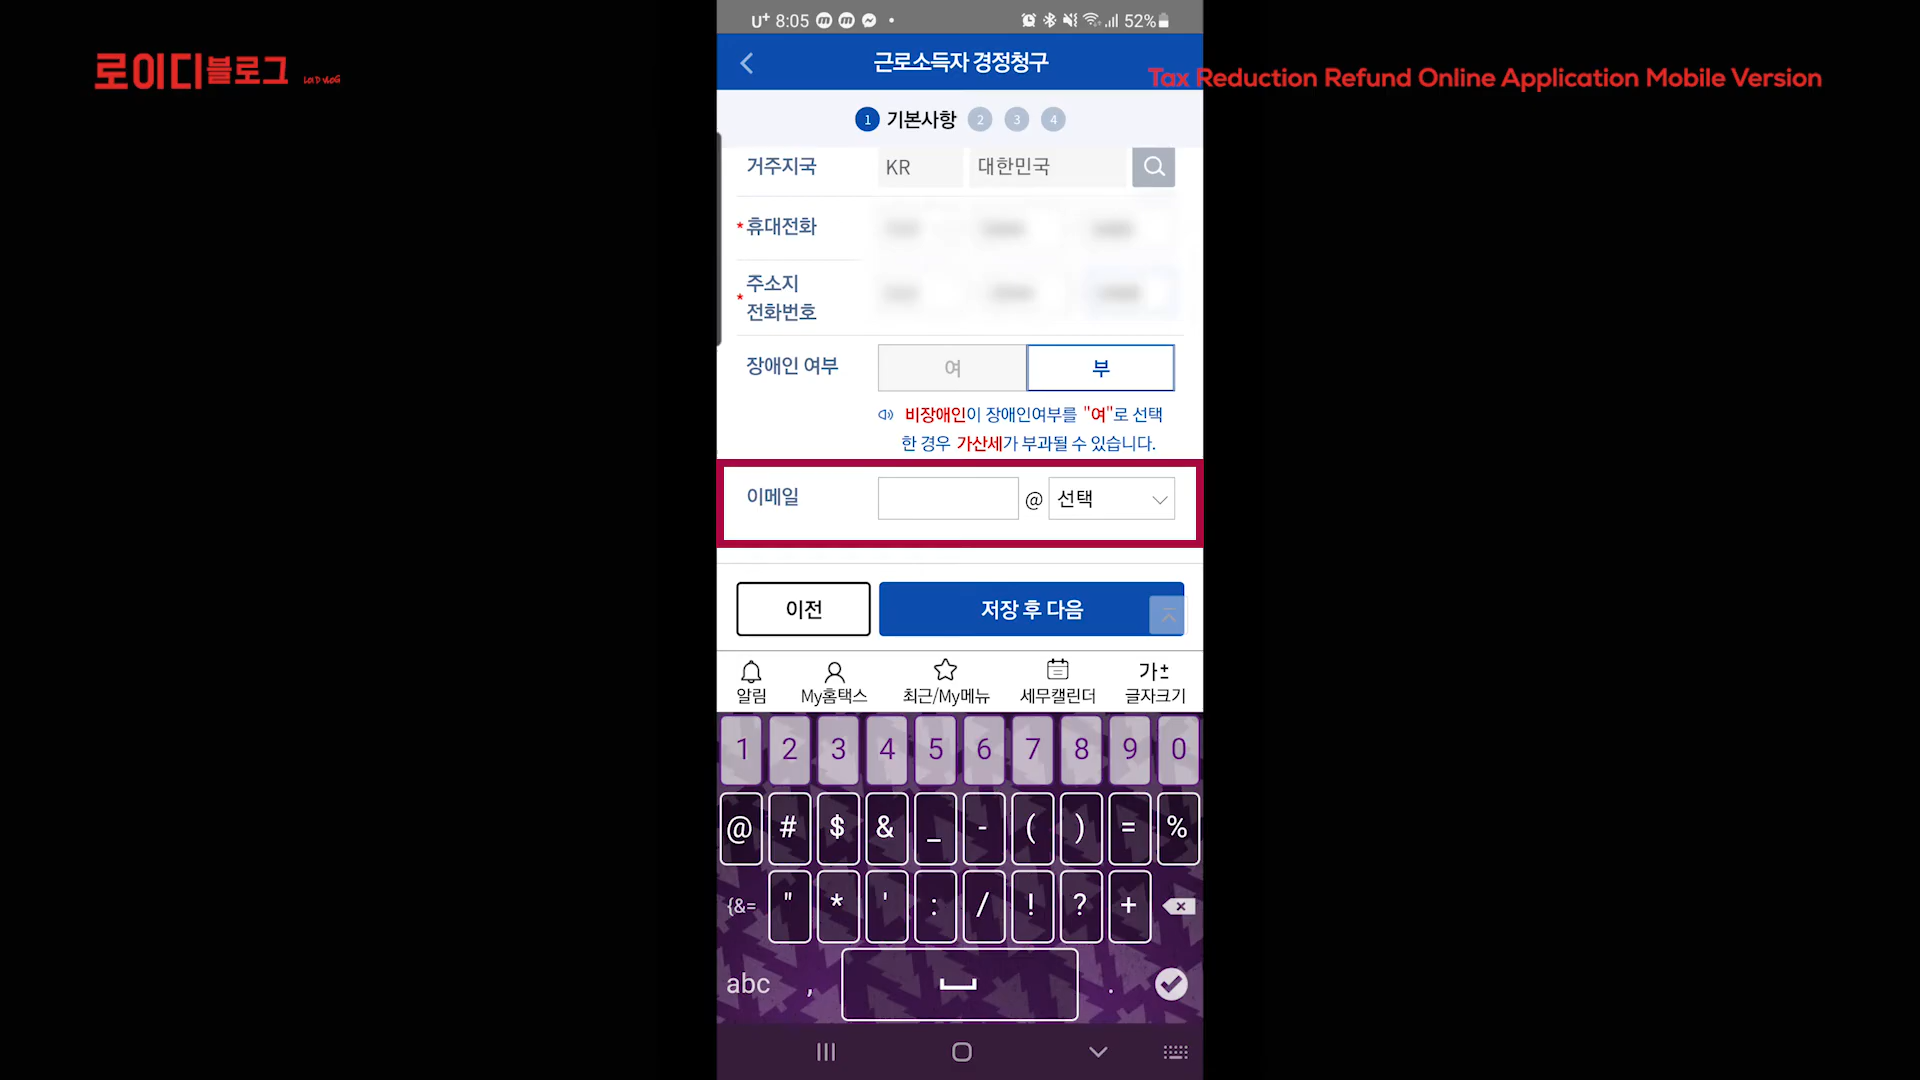 U+ 8:05
52%
로이디블로그 LOID VLOG
근로소득자 경정청구
Tax Reduction Refund Online Application Mobile Version
1 기본사항 2 3 4
거주지국 KR 대한민국
*휴대전화
*주소지
전화번호
장애인 여부 여 부
비장애인이 장애인여부를 "여"로 선택
한 경우 가산세가 부과될 수 있습니다.
이메일 @ 선택
이전 저장 후 다음
알림 My홈택스 최근/My메뉴 세무캘린더 가± 글자크기
1 2 3 4 5 6 7 8 9 0
@ # $ & _ - ( ) = %
{&= " * ' : / ! ? +
abc , .